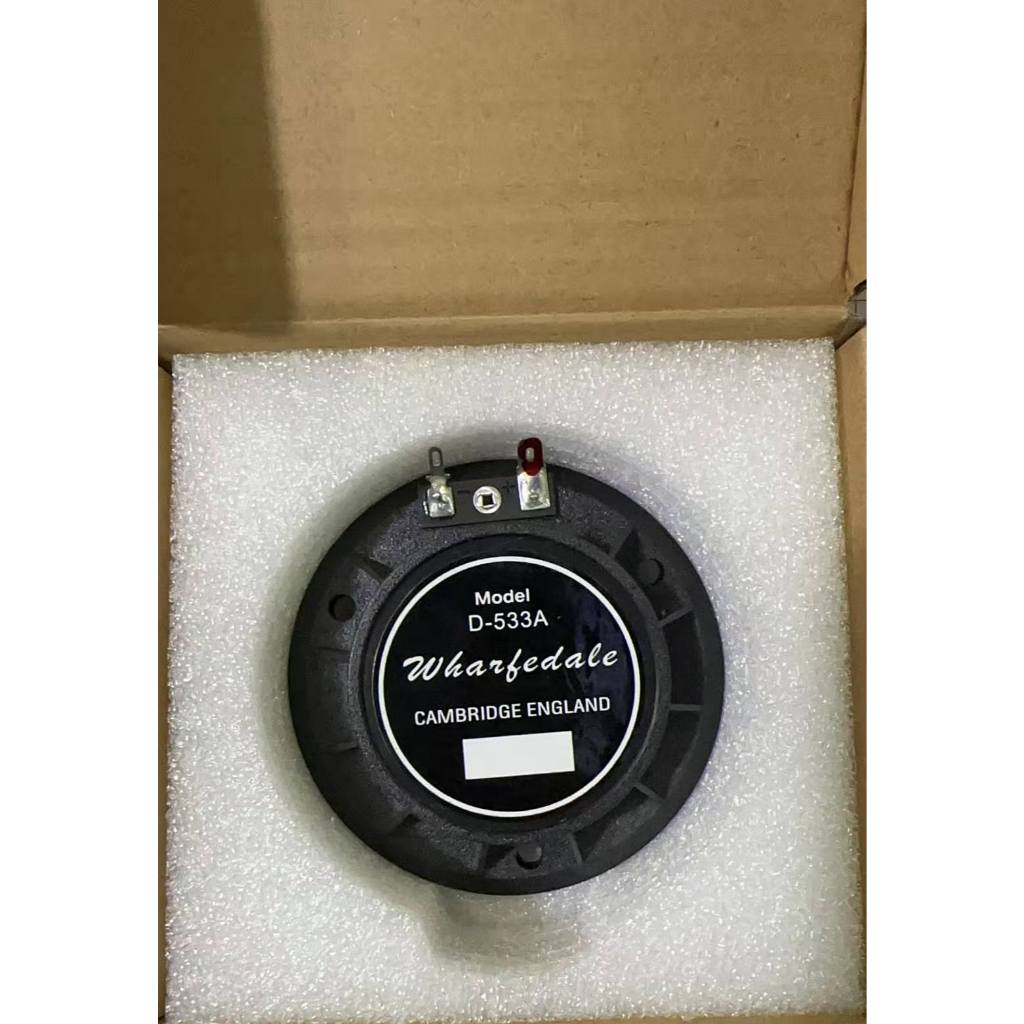 - +
Model
D-533A
Wharfedale
CAMBRIDGE ENGLAND